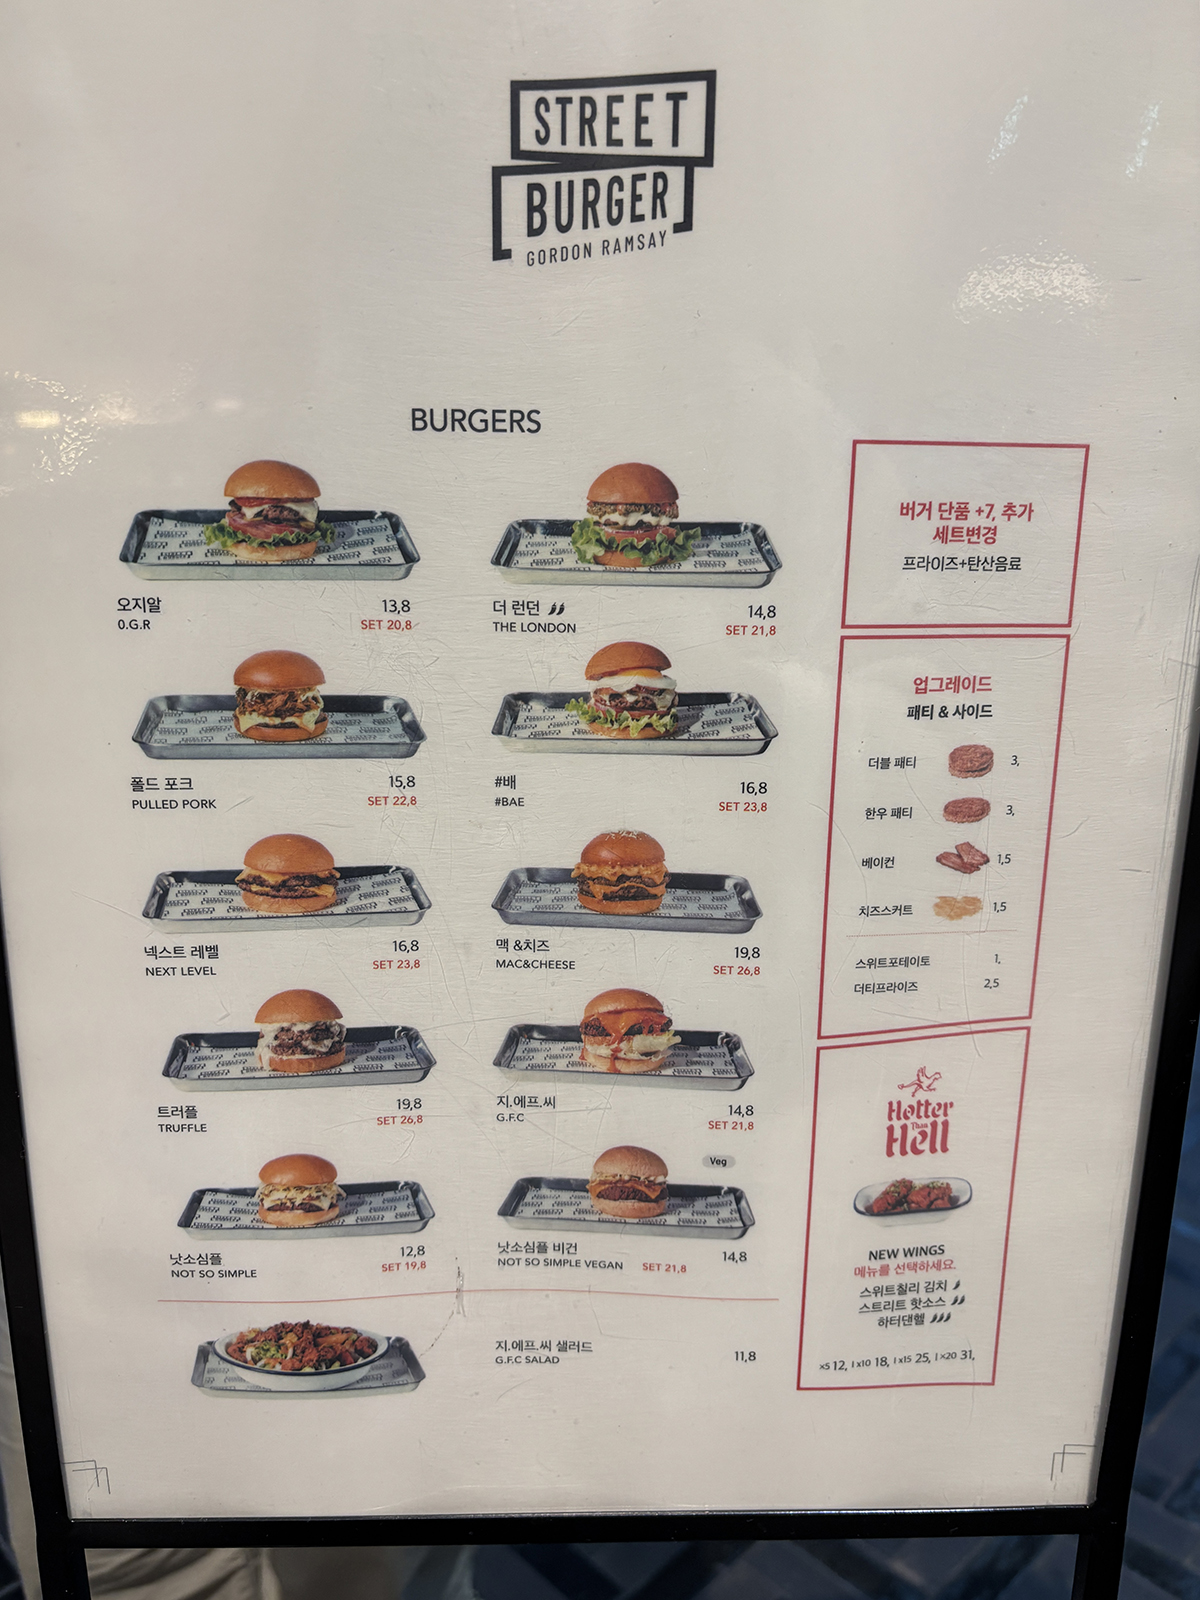 STREET
BURGER
GORDON RAMSAY
BURGERS
오지알
O.G.R
13,8
SET 20,8
더 런던
THE LONDON
14,8
SET 21,8
폴드 포크
PULLED PORK
15,8
SET 22,8
#배
#BAE
16,8
SET 23,8
넥스트 레벨
NEXT LEVEL
16,8
SET 23,8
맥 &치즈
MAC&CHEESE
19,8
SET 26,8
트러플
TRUFFLE
19,8
SET 26,8
지.에프.씨
G.F.C
14,8
SET 21,8
낫소심플
NOT SO SIMPLE
12,8
SET 19,8
Veg
낫소심플 비건
NOT SO SIMPLE VEGAN
SET 21,8
14,8
지.에프.씨 샐러드
G.F.C SALAD
11,8
버거 단품 +7, 추가
세트변경
프라이즈+탄산음료
업그레이드
패티 & 사이드
더블 패티 3,
한우 패티 3,
베이컨 1,5
치즈스커트 1,5
스위트포테이토 1,
더티프라이즈 2,5
Hotter
Than
Hell
NEW WINGS
메뉴를 선택하세요.
스위트칠리 김치
스트리트 핫소스
하터댄헬
x5 12, | x10 18, | x15 25, | x20 31,